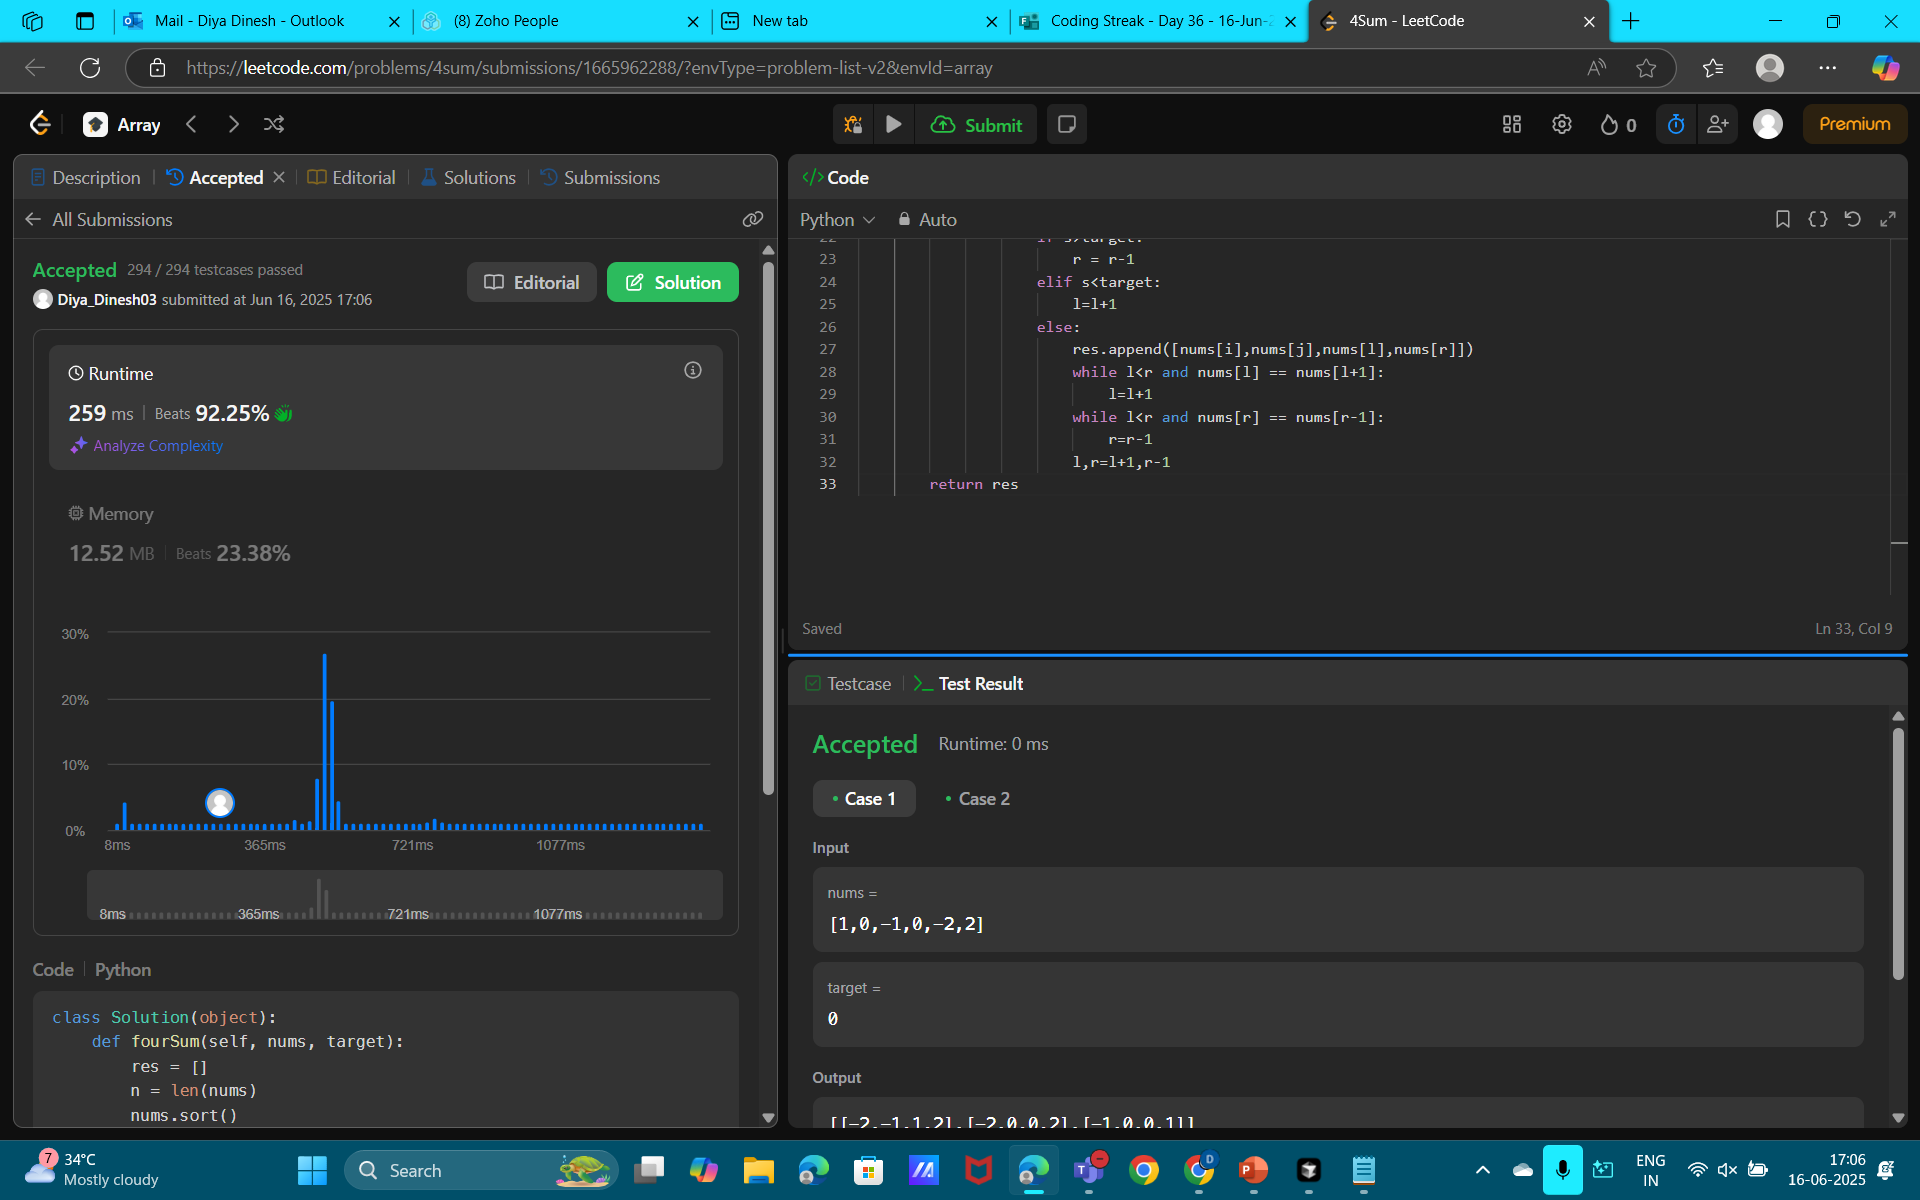 Mail - Diya Dinesh - Outlook
(8) Zoho People
New tab
Coding Streak - Day 36 - 16-Jun-2
4Sum - LeetCode
https://leetcode.com/problems/4sum/submissions/1665962288/?envType=problem-list-v2&envId=array
Array
Submit
0
Premium
Description
Accepted
Editorial
Solutions
Submissions
All Submissions
Accepted 294 / 294 testcases passed
Diya_Dinesh03 submitted at Jun 16, 2025 17:06
Editorial
Solution
Runtime
259 ms Beats 92.25%
Analyze Complexity
Memory
12.52 MB Beats 23.38%
30%
20%
10%
0%
8ms 365ms 721ms 1077ms
8ms 365ms 721ms 1077ms
Code Python
class Solution(object):
def fourSum(self, nums, target):
res = []
n = len(nums)
nums.sort()
</> Code
Python Auto
22 if s>target:
23 r = r-1
24 elif s<target:
25 l=l+1
26 else:
27 res.append([nums[i],nums[j],nums[l],nums[r]])
28 while l<r and nums[l] == nums[l+1]:
29 l=l+1
30 while l<r and nums[r] == nums[r-1]:
31 r=r-1
32 l,r=l+1,r-1
33 return res
Saved
Ln 33, Col 9
Testcase
Test Result
Accepted Runtime: 0 ms
Case 1
Case 2
Input
nums =
[1,0,-1,0,-2,2]
target =
0
Output
[[-2,-1,1,2],[-2,0,0,2],[-1,0,0,1]]
7
34°C
Mostly cloudy
Search
D
ENG
IN
17:06
16-06-2025